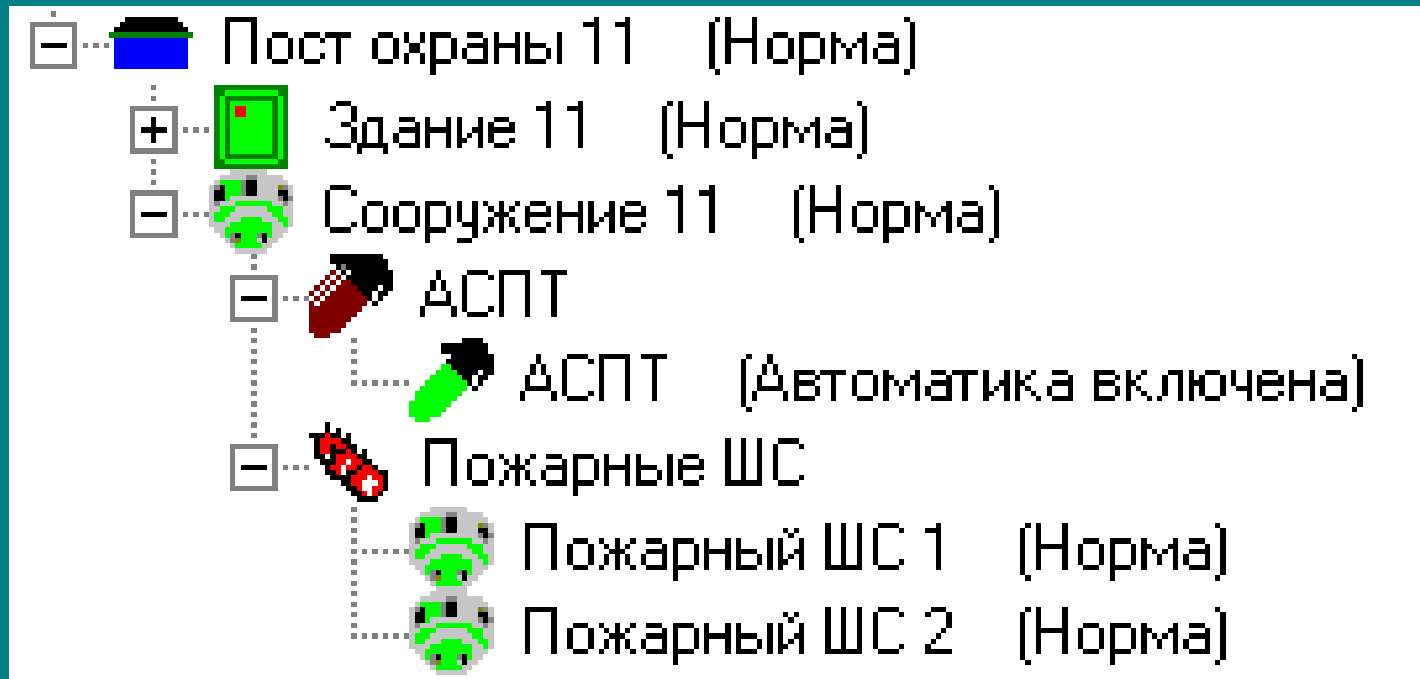 Пост охраны 11 (Норма)
Здание 11 (Норма)
Сооружение 11 (Норма)
АСПТ
АСПТ (Автоматика включена)
Пожарные ШС
Пожарный ШС 1 (Норма)
Пожарный ШС 2 (Норма)